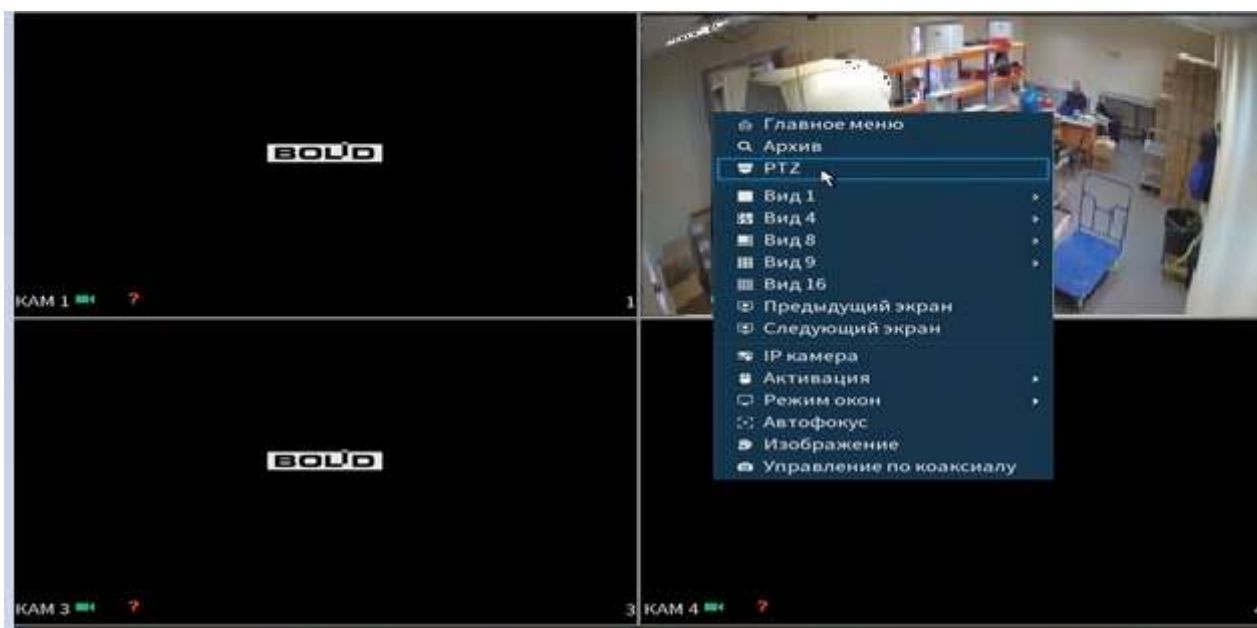 BOLID
КАМ 1 ?
1
Главное меню
Архив
PTZ
Вид 1
Вид 4
Вид 8
Вид 9
Вид 16
Предыдущий экран
Следующий экран
IP камера
Активация
Режим окон
Автофокус
Изображение
Управление по коаксиалу
BOLID
КАМ 3 ?
3
КАМ 4 ?